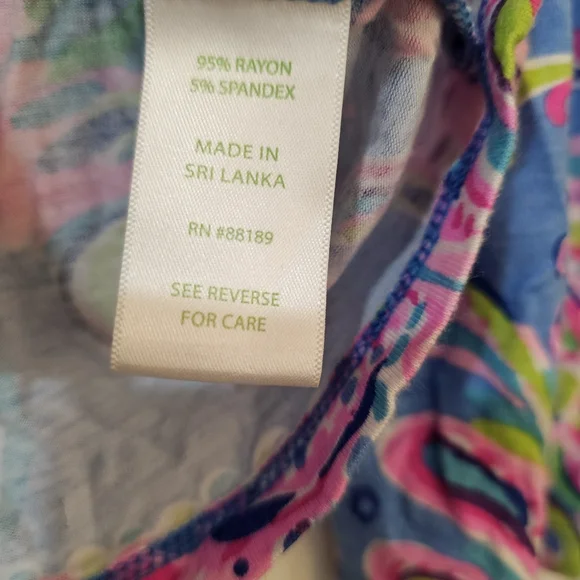 95% RAYON
5% SPANDEX
MADE IN
SRI LANKA
RN #88189
SEE REVERSE
FOR CARE